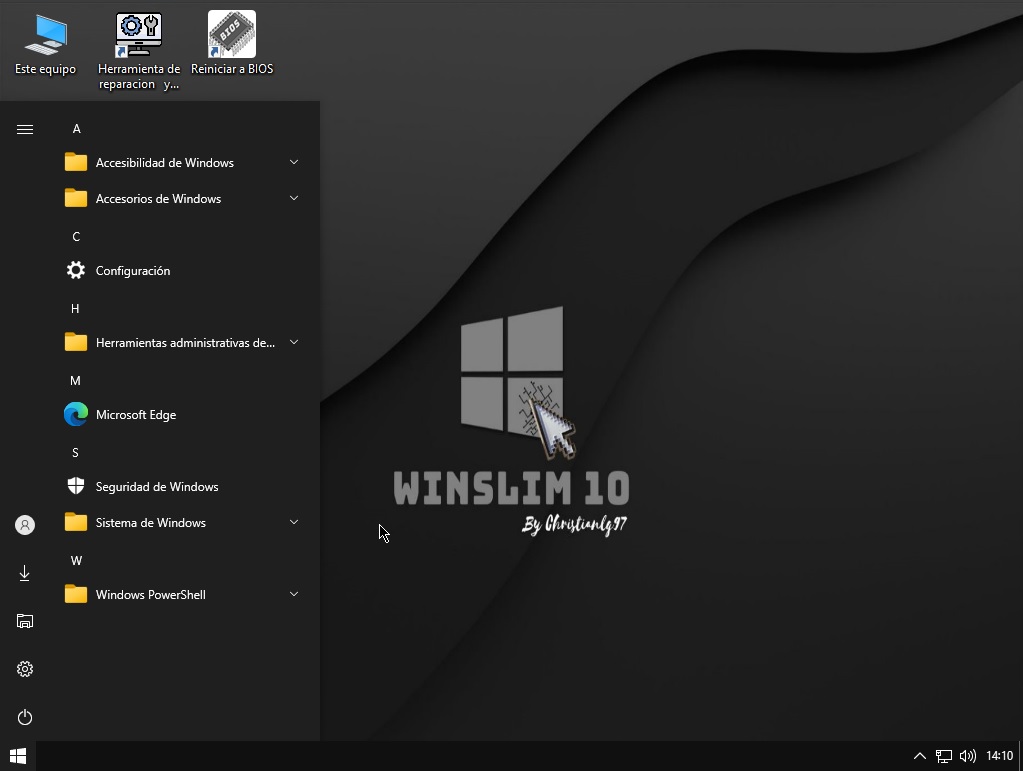 Este equipo
Herramienta de
reparacion y...
Reiniciar a BIOS
BIOS
A
Accesibilidad de Windows
Accesorios de Windows
C
Configuración
H
Herramientas administrativas de...
M
Microsoft Edge
S
Seguridad de Windows
Sistema de Windows
W
Windows PowerShell
WINSLIM 10
By Christianlg97
14:10